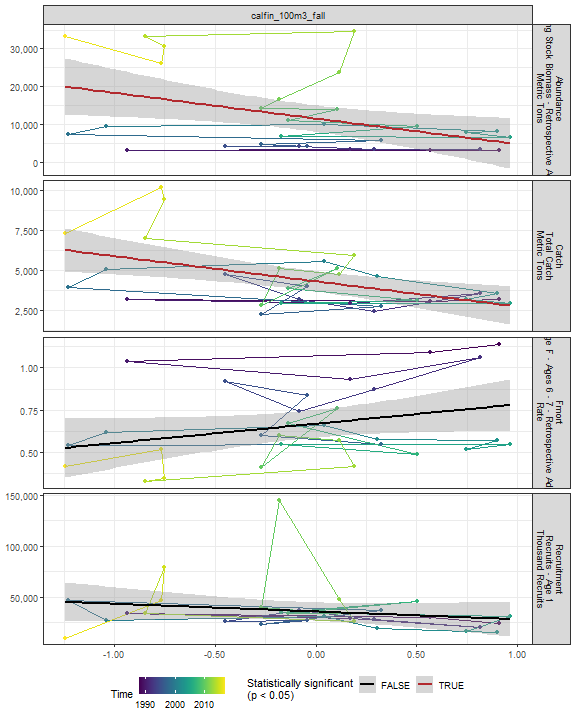 calfin_100m3_fall
30,000
20,000
10,000
0
Abundance
Stock Biomass - Retrospective
Metric Tons
10,000
7,500
5,000
2,500
Catch
Total Catch
Metric Tons
1.00
0.75
0.50
Fmort
F - Ages 6 - 7 - Retrospective
Rate
150,000
100,000
50,000
Recruitment
Recruits - Age 1
Thousand Recruits
-1.00
-0.50
0.00
0.50
1.00
Time
1990 2000 2010
Statistically significant
(p < 0.05)
FALSE
TRUE